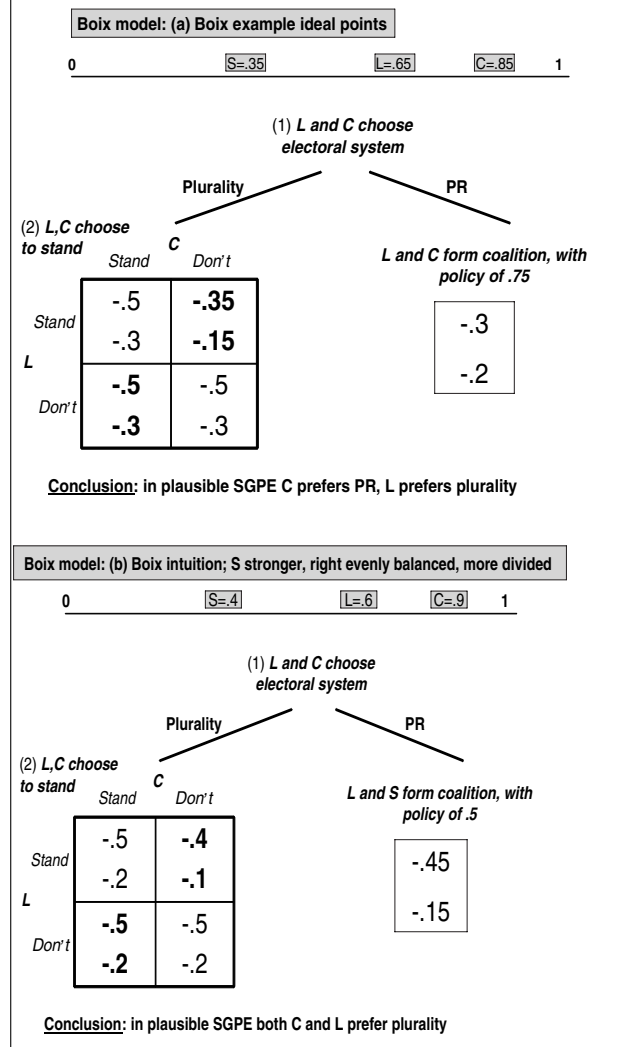 Boix model: (a) Boix example ideal points
0 S=.35 L=.65 C=.85 1
(1) L and C choose
electoral system
Plurality PR
(2) L,C choose
to stand
C
Stand Don't
L and C form coalition, with
policy of .75
Stand
L
Don't
-.5 -.35
-.3 -.15
-.5 -.5
-.3 -.3
-.3
-.2
Conclusion: in plausible SGPE C prefers PR, L prefers plurality
Boix model: (b) Boix intuition; S stronger, right evenly balanced, more divided
0 S=.4 L=.6 C=.9 1
(1) L and C choose
electoral system
Plurality PR
(2) L,C choose
to stand
C
Stand Don't
L and S form coalition, with
policy of .5
Stand
L
Don't
-.5 -.4
-.2 -.1
-.5 -.5
-.2 -.2
-.45
-.15
Conclusion: in plausible SGPE both C and L prefer plurality